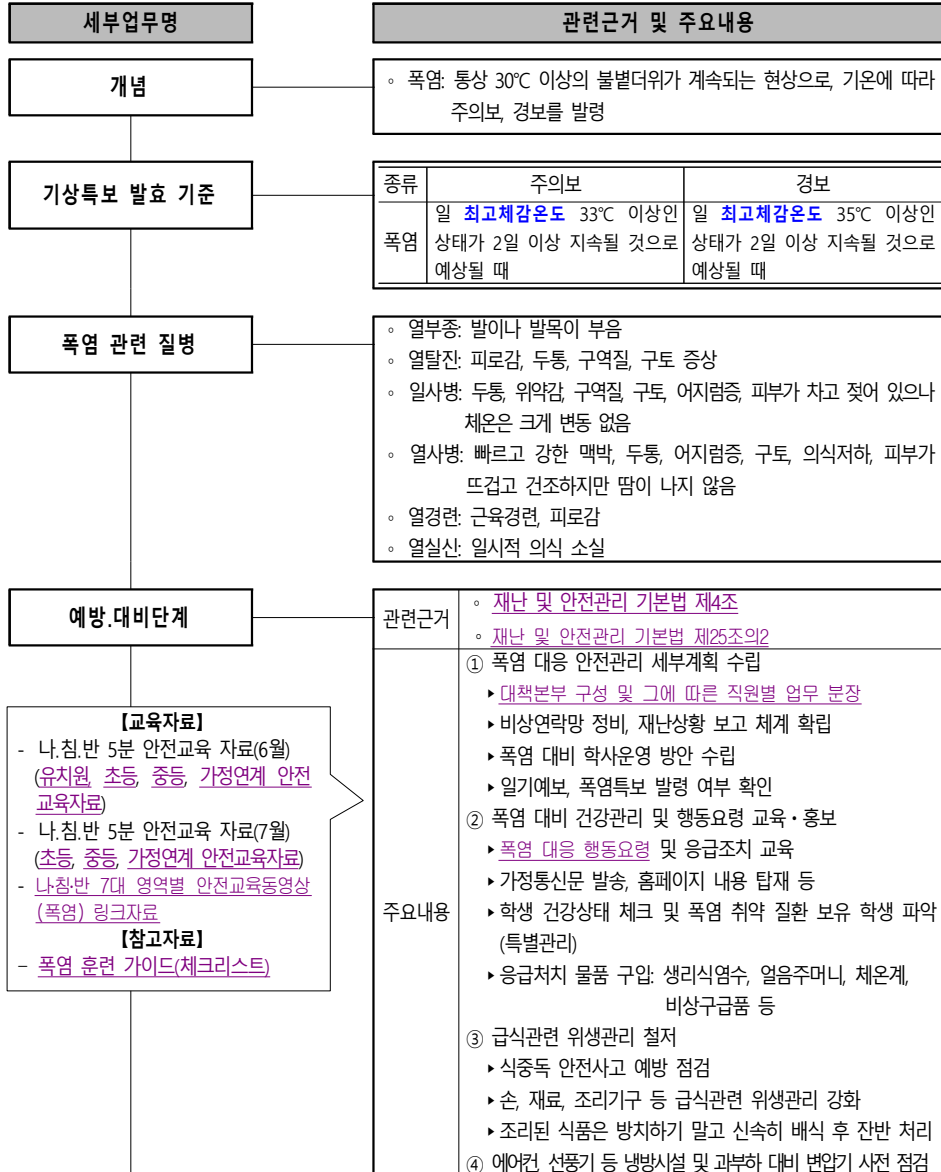 세부업무명
관련근거 및 주요내용
개념
◦ 폭염: 통상 30℃ 이상의 불볕더위가 계속되는 현상으로, 기온에 따라
주의보, 경보를 발령
기상특보 발효 기준
종류 주의보 경보
폭염
일 최고체감온도 33℃ 이상인
상태가 2일 이상 지속될 것으로
예상될 때
일 최고체감온도 35℃ 이상인
상태가 2일 이상 지속될 것으로
예상될 때
폭염 관련 질병
◦ 열부종: 발이나 발목이 부음
◦ 열탈진: 피로감, 두통, 구역질, 구토 증상
◦ 일사병: 두통, 위약감, 구역질, 구토, 어지럼증, 피부가 차고 젖어 있으나
체온은 크게 변동 없음
◦ 열사병: 빠르고 강한 맥박, 두통, 어지럼증, 구토, 의식저하, 피부가
뜨겁고 건조하지만 땀이 나지 않음
◦ 열경련: 근육경련, 피로감
◦ 열실신: 일시적 의식 소실
예방.대비단계
【교육자료】
- 나.침.반 5분 안전교육 자료(6월)
(유치원, 초등, 중등, 가정연계 안전
교육자료)
- 나.침.반 5분 안전교육 자료(7월)
(초등, 중등, 가정연계 안전교육자료)
- 나·침·반 7대 영역별 안전교육동영상
(폭염) 링크자료
【참고자료】
- 폭염 훈련 가이드(체크리스트)
관련근거
◦ 재난 및 안전관리 기본법 제4조
◦ 재난 및 안전관리 기본법 제25조의2
주요내용
① 폭염 대응 안전관리 세부계획 수립
▸대책본부 구성 및 그에 따른 직원별 업무 분장
▸비상연락망 정비, 재난상황 보고 체계 확립
▸폭염 대비 학사운영 방안 수립
▸일기예보, 폭염특보 발령 여부 확인
② 폭염 대비 건강관리 및 행동요령 교육・홍보
▸폭염 대응 행동요령 및 응급조치 교육
▸가정통신문 발송, 홈페이지 내용 탑재 등
▸학생 건강상태 체크 및 폭염 취약 질환 보유 학생 파악
(특별관리)
▸응급처치 물품 구입: 생리식염수, 얼음주머니, 체온계,
비상구급품 등
③ 급식관련 위생관리 철저
▸식중독 안전사고 예방 점검
▸손, 재료, 조리기구 등 급식관련 위생관리 강화
▸조리된 식품은 방치하기 말고 신속히 배식 후 잔반 처리
④ 에어컨, 선풍기 등 냉방시설 및 과부하 대비 변압기 사전 점검